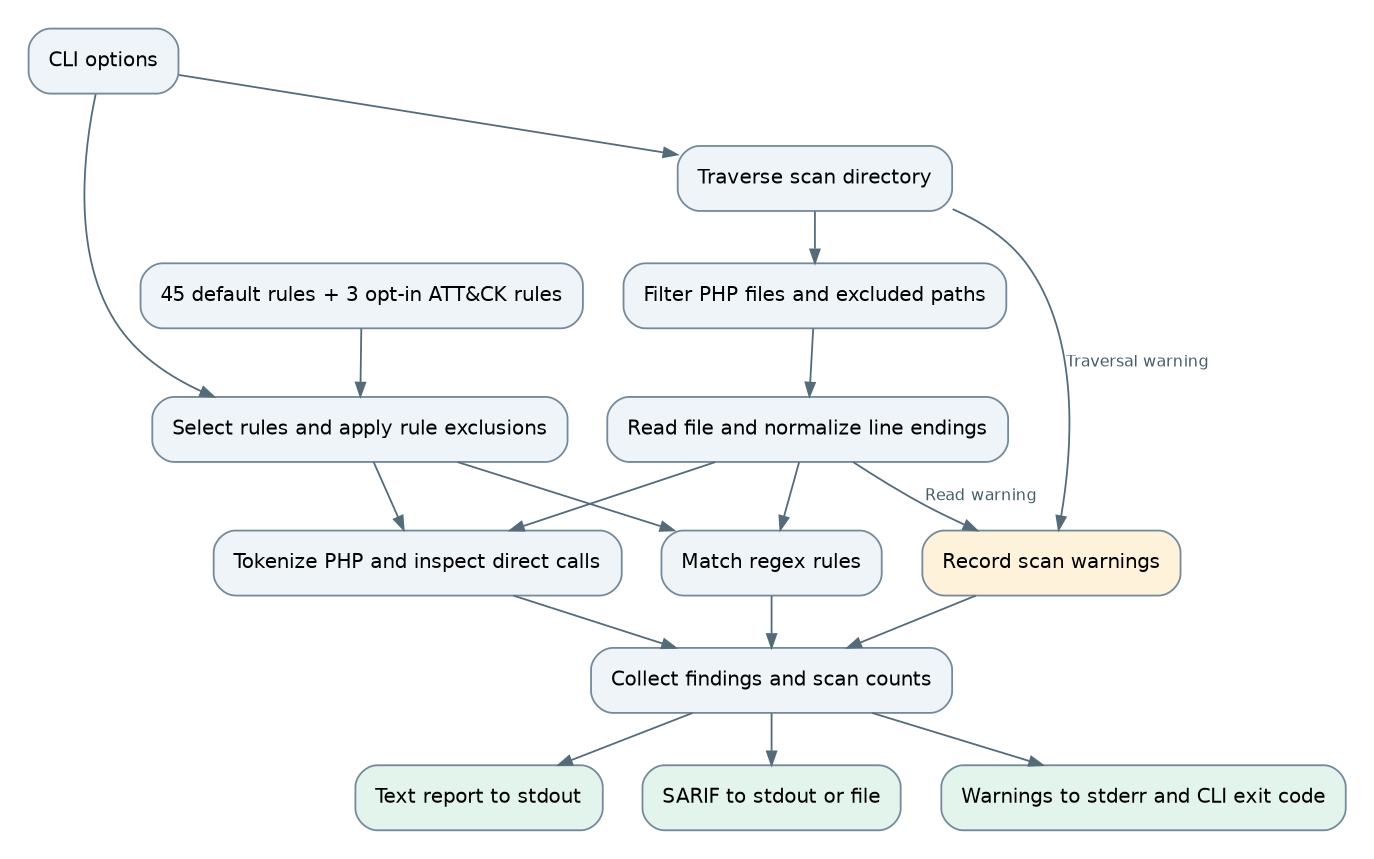 CLI options
Traverse scan directory
45 default rules + 3 opt-in ATT&CK rules
Filter PHP files and excluded paths
Traversal warning
Select rules and apply rule exclusions
Read file and normalize line endings
Read warning
Tokenize PHP and inspect direct calls
Match regex rules
Record scan warnings
Collect findings and scan counts
Text report to stdout
SARIF to stdout or file
Warnings to stderr and CLI exit code